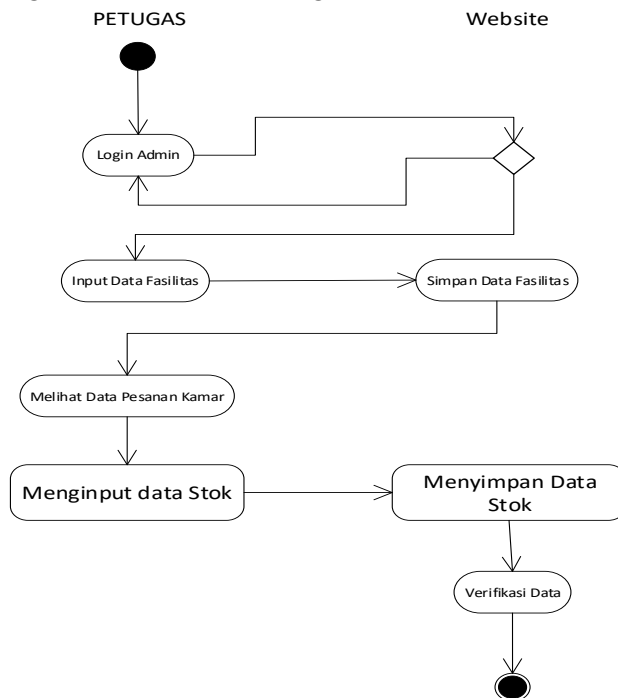 PETUGAS
Website
Login Admin
Input Data Fasilitas
Simpan Data Fasilitas
Melihat Data Pesanan Kamar
Menginput data Stok
Menyimpan Data
Stok
Verifikasi Data